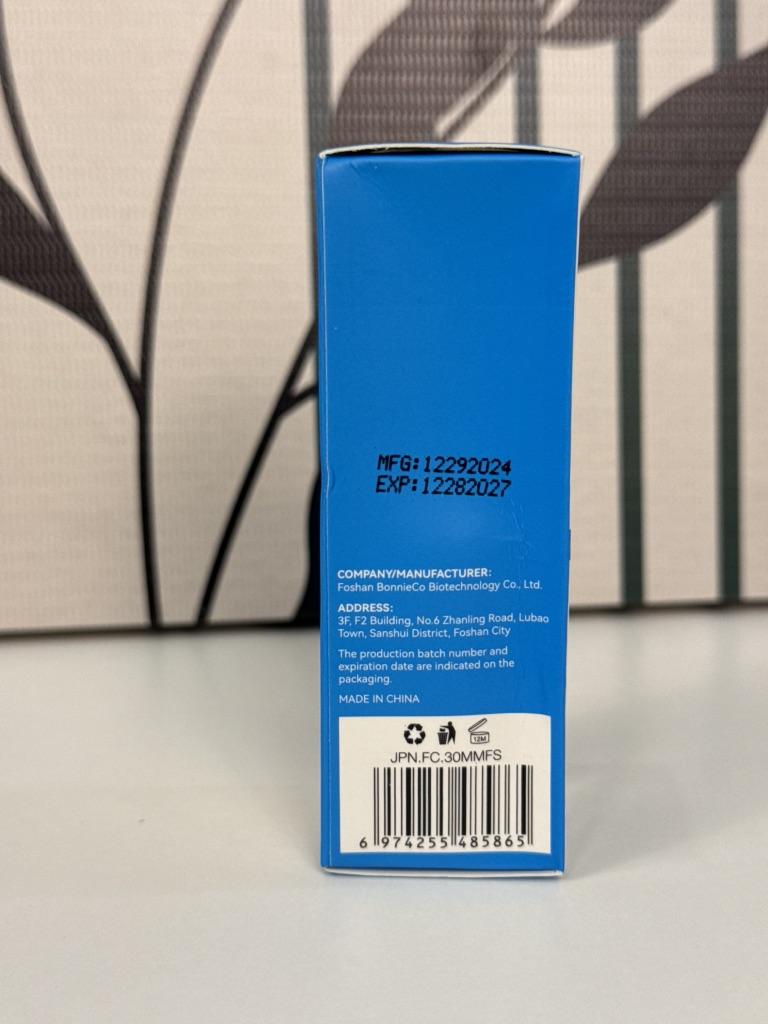 MFG:12292024
EXP:12282027
COMPANY/MANUFACTURER:
Foshan BonnieCo Biotechnology Co., Ltd.
ADDRESS:
3F, F2 Building, No.6 Zhanling Road, Lubao
Town, Sanshui District, Foshan City
The production batch number and
expiration date are indicated on the
packaging.
MADE IN CHINA
12M
JPN.FC.30MMFS
6 974255 485865